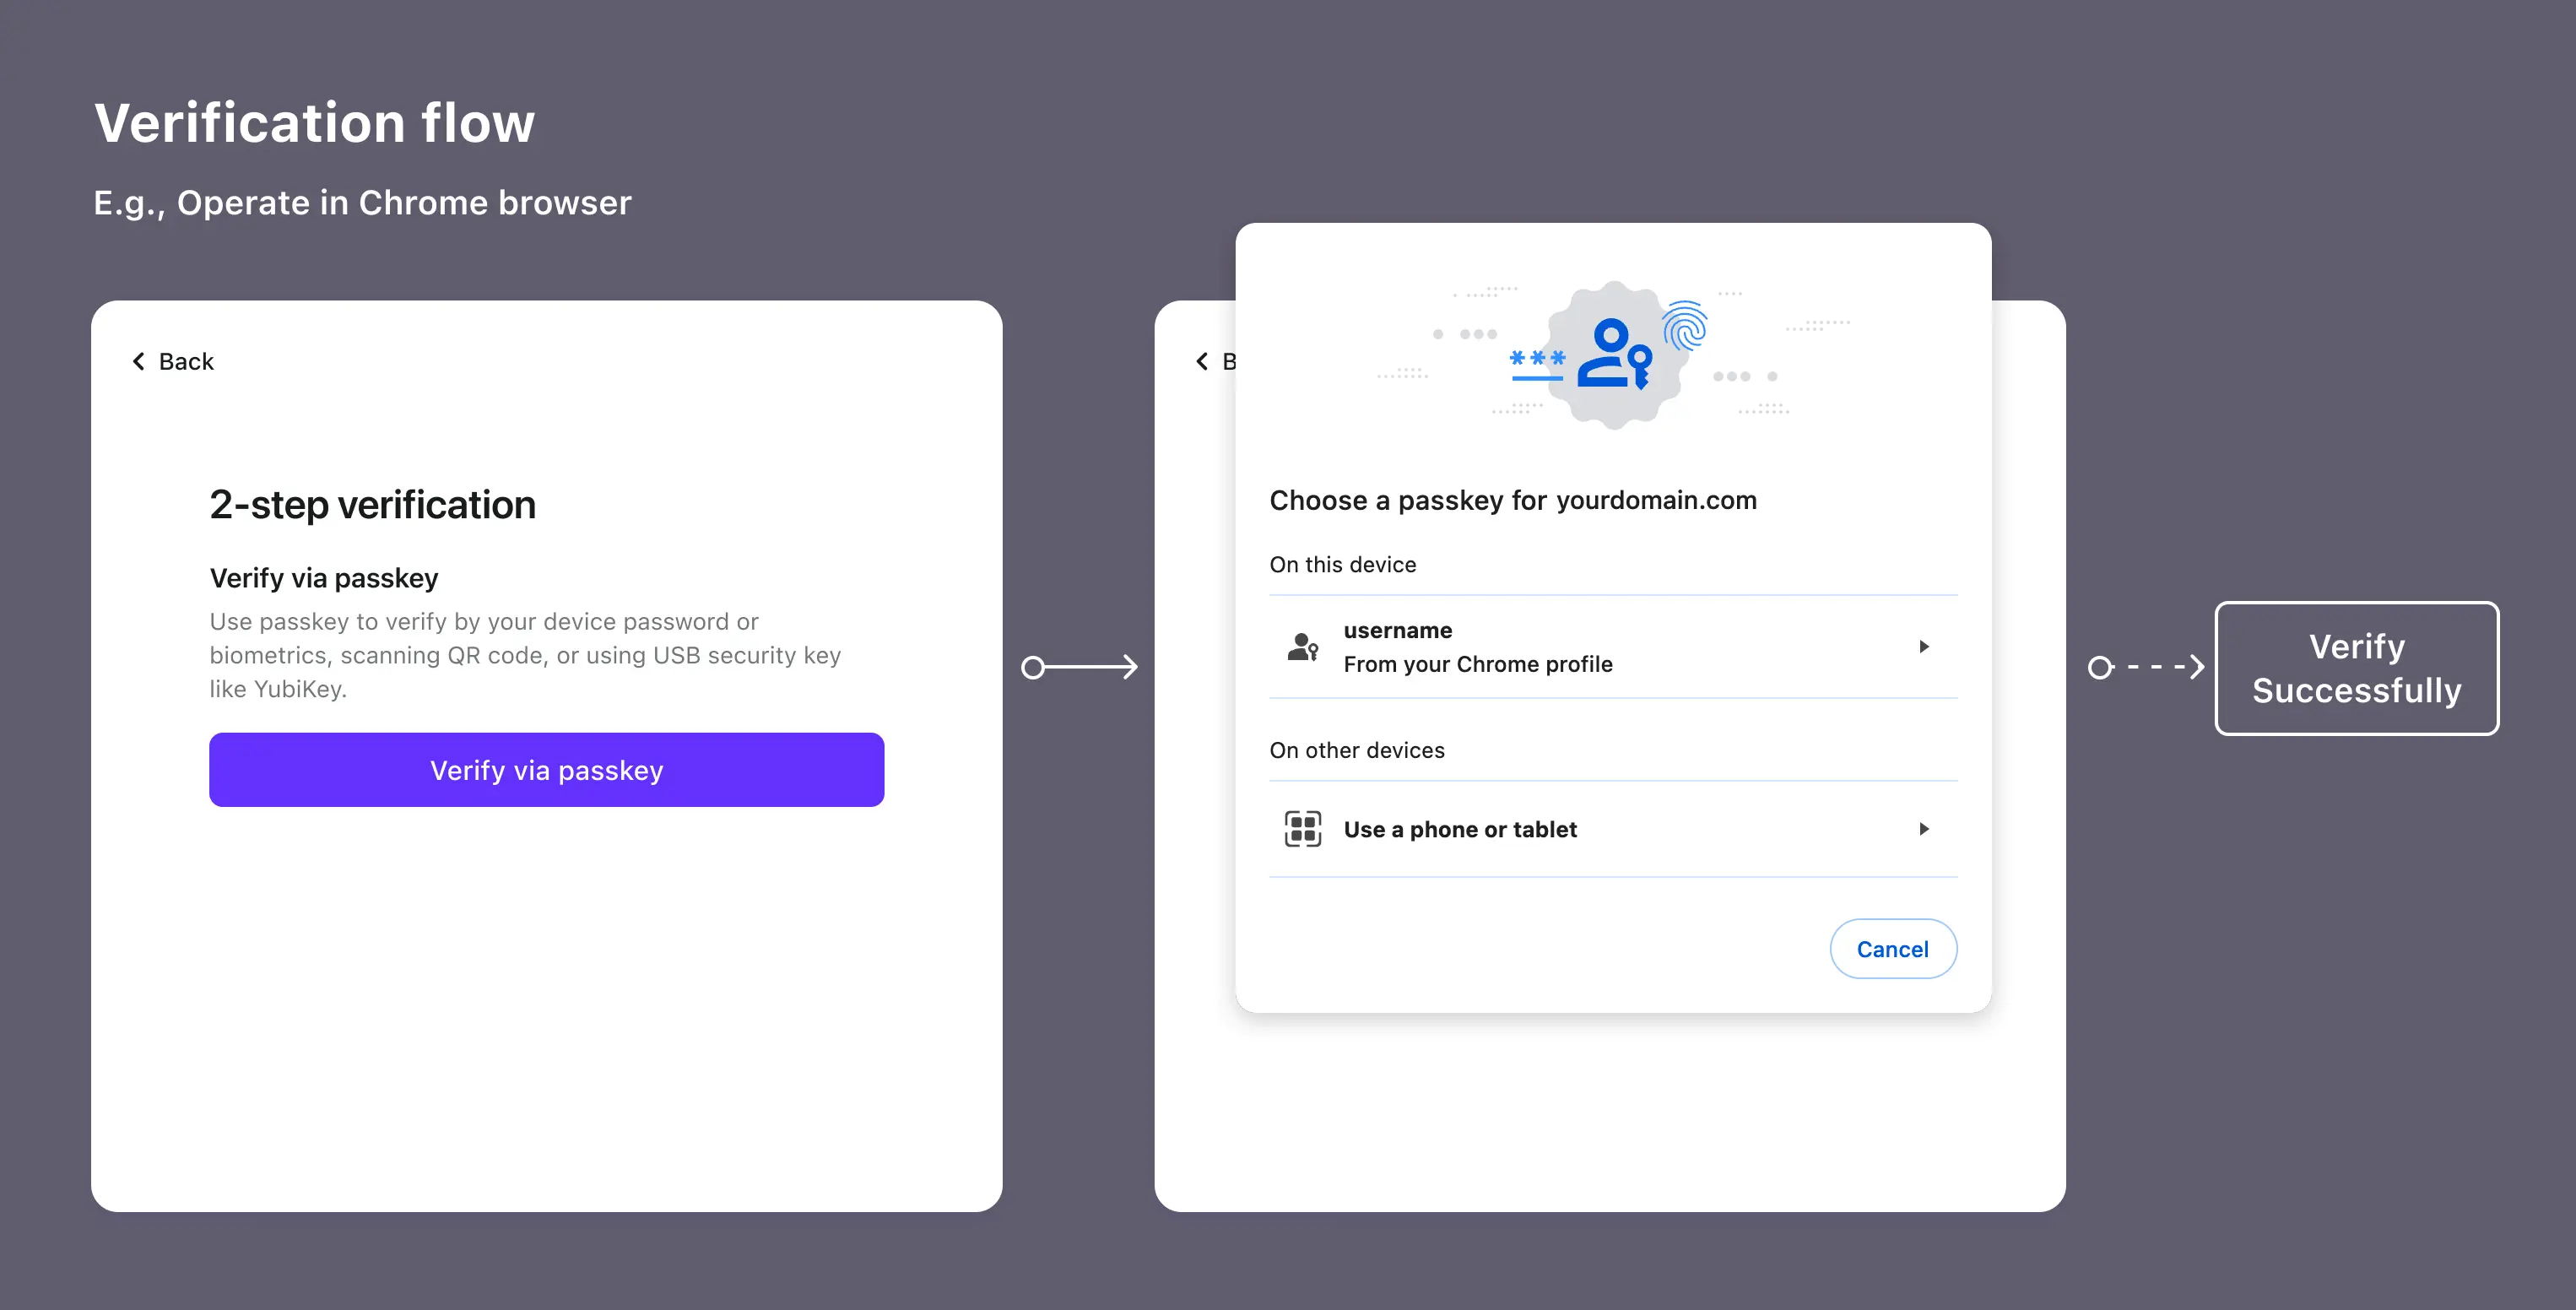 Verification flow
E.g., Operate in Chrome browser
Back
2-step verification
Verify via passkey
Use passkey to verify by your device password or
biometrics, scanning QR code, or using USB security key
like YubiKey.
Verify via passkey
B
***
Choose a passkey for yourdomain.com
On this device
username
From your Chrome profile
On other devices
Use a phone or tablet
Cancel
Verify
Successfully